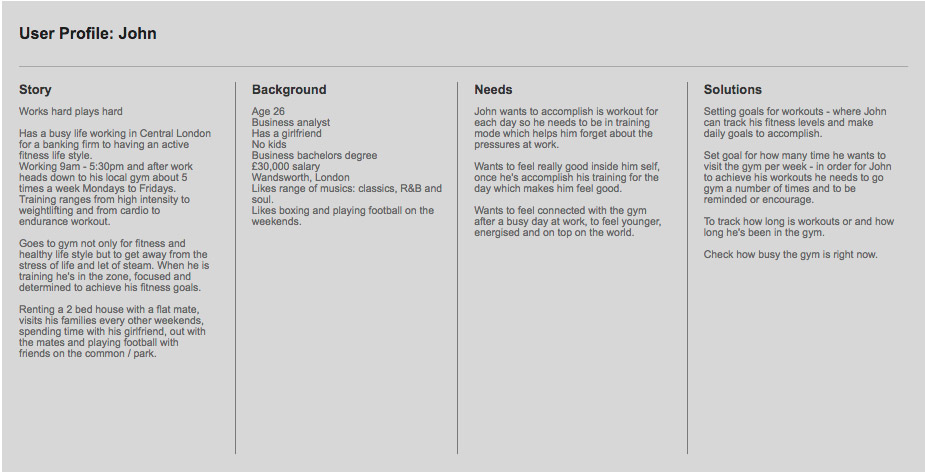 User Profile: John
Story
Works hard plays hard
Has a busy life working in Central London
for a banking firm to having an active
fitness life style.
Working 9am - 5:30pm and after work
heads down to his local gym about 5
times a week Mondays to Fridays.
Training ranges from high intensity to
weightlifting and from cardio to
endurance workout.
Goes to gym not only for fitness and
healthy life style but to get away from the
stress of life and let of steam. When he is
training he's in the zone, focused and
determined to achieve his fitness goals.
Renting a 2 bed house with a flat mate,
visits his families every other weekends,
spending time with his girlfriend, out with
the mates and playing football with
friends on the common / park.
Background
Age 26
Business analyst
Has a girlfriend
No kids
Business bachelors degree
£30,000 salary
Wandsworth, London
Likes range of musics: classics, R&B and
soul.
Likes boxing and playing football on the
weekends.
Needs
John wants to accomplish is workout for
each day so he needs to be in training
mode which helps him forget about the
pressures at work.
Wants to feel really good inside him self,
once he's accomplish his training for the
day which makes him feel good.
Wants to feel connected with the gym
after a busy day at work, to feel younger,
energised and on top on the world.
Solutions
Setting goals for workouts - where John
can track his fitness levels and make
daily goals to accomplish.
Set goal for how many time he wants to
visit the gym per week - in order for John
to achieve his workouts he needs to go
gym a number of times and to be
reminded or encourage.
To track how long is workouts or and how
long he's been in the gym.
Check how busy the gym is right now.